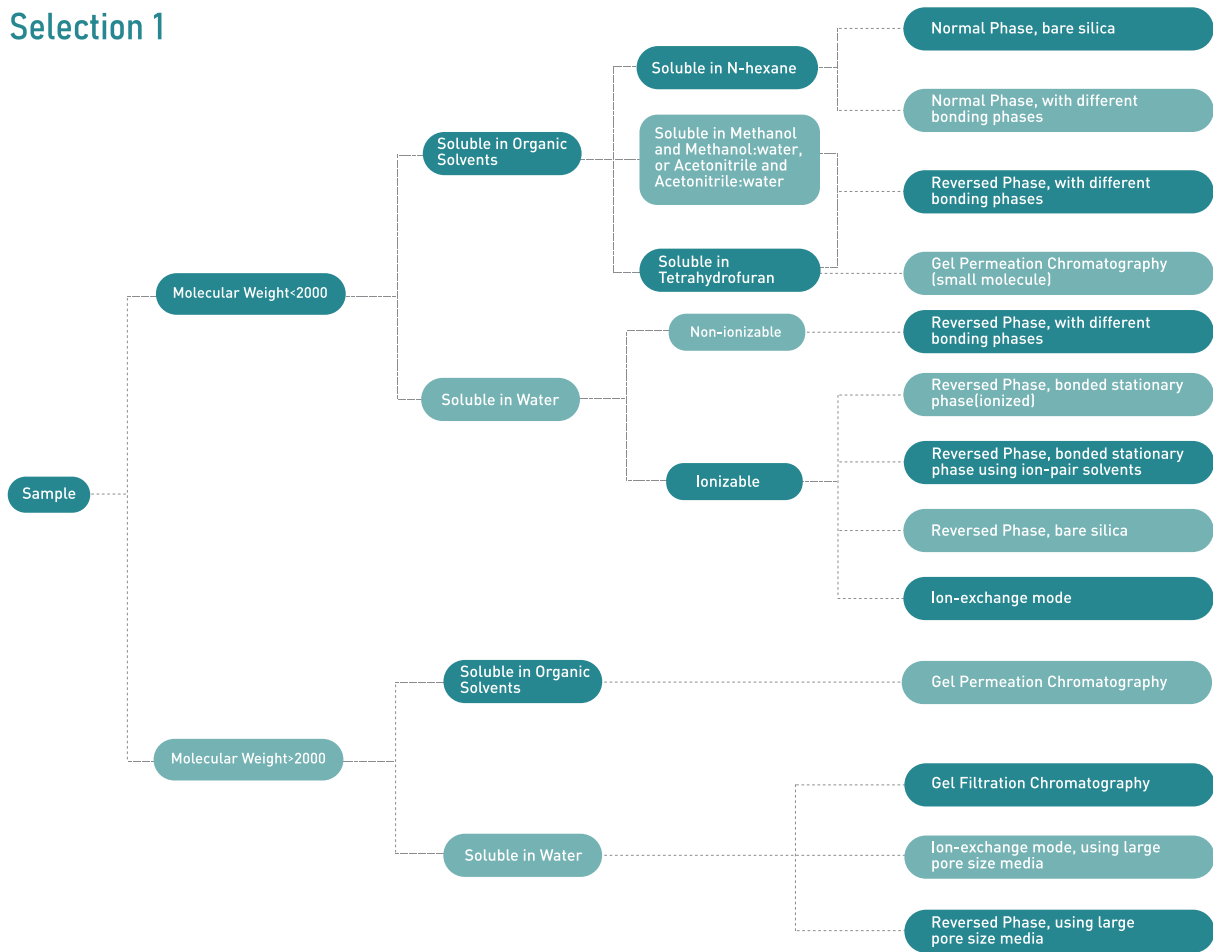 Selection 1
Sample
Molecular Weight<2000
Soluble in Organic
Solvents
Soluble in N-hexane
Normal Phase, bare silica
Normal Phase, with different
bonding phases
Soluble in Methanol
and Methanol:water,
or Acetonitrile and
Acetonitrile:water
Reversed Phase, with different
bonding phases
Soluble in
Tetrahydrofuran
Gel Permeation Chromatography
(small molecule)
Soluble in Water
Non-ionizable
Reversed Phase, with different
bonding phases
Ionizable
Reversed Phase, bonded stationary
phase(ionized)
Reversed Phase, bonded stationary
phase using ion-pair solvents
Reversed Phase, bare silica
Ion-exchange mode
Molecular Weight>2000
Soluble in Organic
Solvents
Gel Permeation Chromatography
Soluble in Water
Gel Filtration Chromatography
Ion-exchange mode, using large
pore size media
Reversed Phase, using large
pore size media